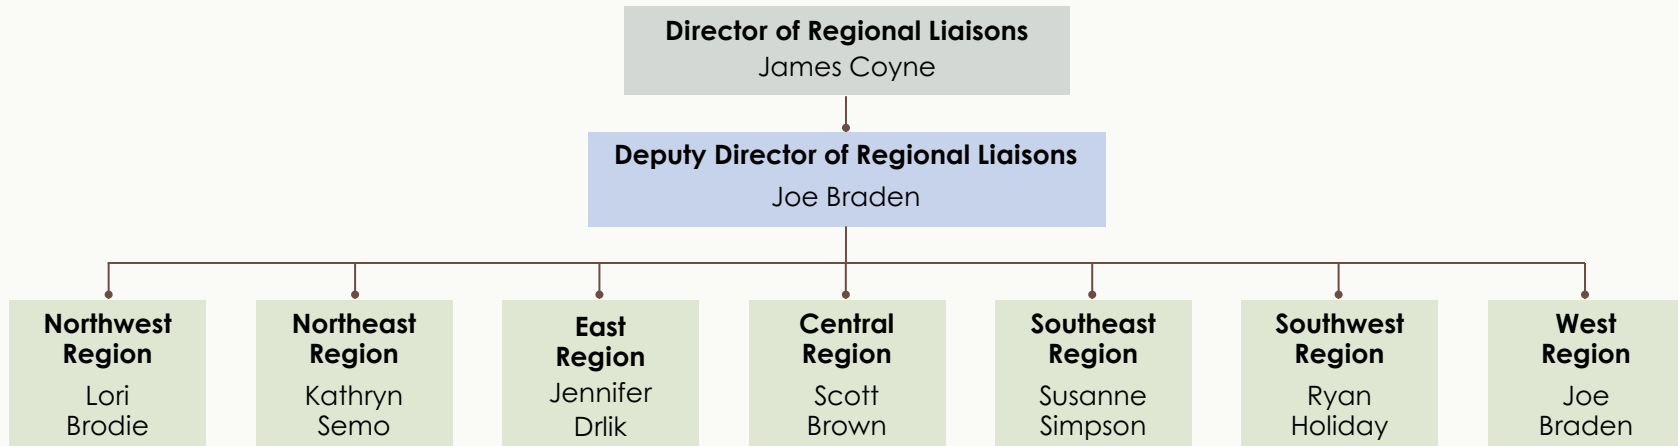 Director of Regional Liaisons
James Coyne
Deputy Director of Regional Liaisons
Joe Braden
Northwest
Region
Lori
Brodie
Northeast
Region
Kathryn
Semo
East
Region
Jennifer
Drlik
Central
Region
Scott
Brown
Southeast
Region
Susanne
Simpson
Southwest
Region
Ryan
Holiday
West
Region
Joe
Braden